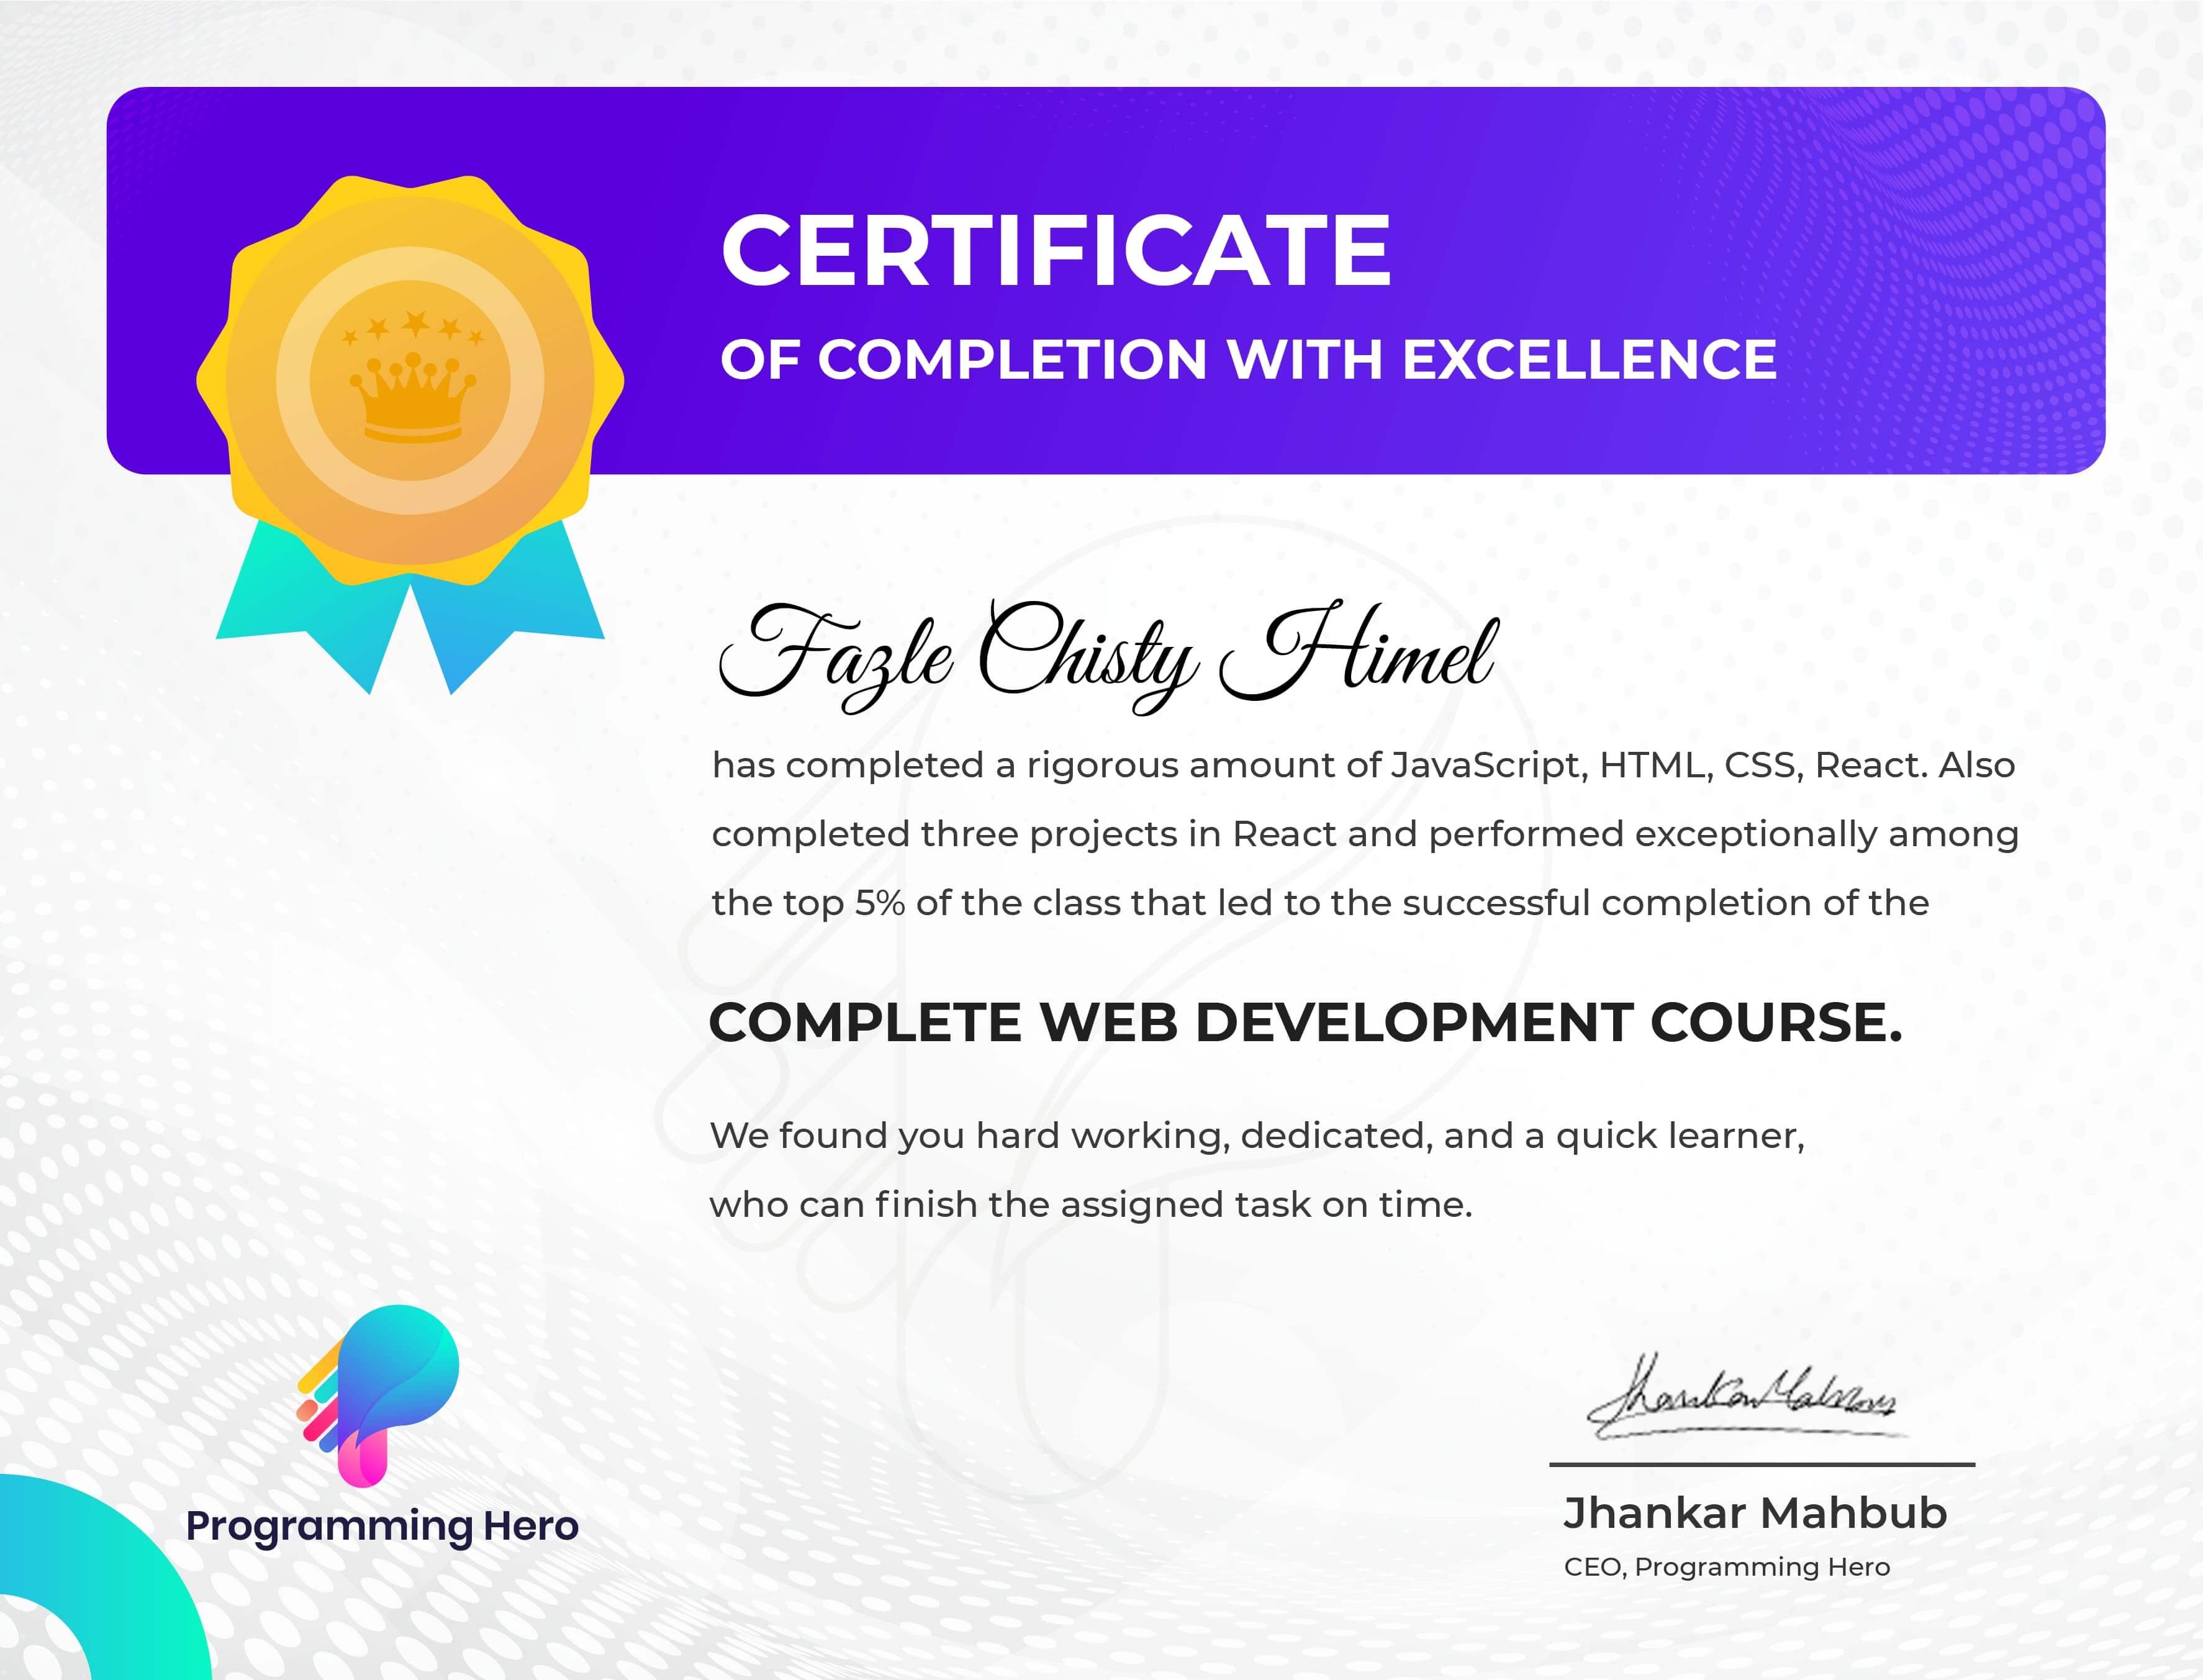 CERTIFICATE
OF COMPLETION WITH EXCELLENCE
Fazle Chisty Himel
has completed a rigorous amount of JavaScript, HTML, CSS, React. Also
completed three projects in React and performed exceptionally among
the top 5% of the class that led to the successful completion of the
COMPLETE WEB DEVELOPMENT COURSE.
We found you hard working, dedicated, and a quick learner,
who can finish the assigned task on time.
Jhankar Mahbub
Programming Hero
Jhankar Mahbub
CEO, Programming Hero